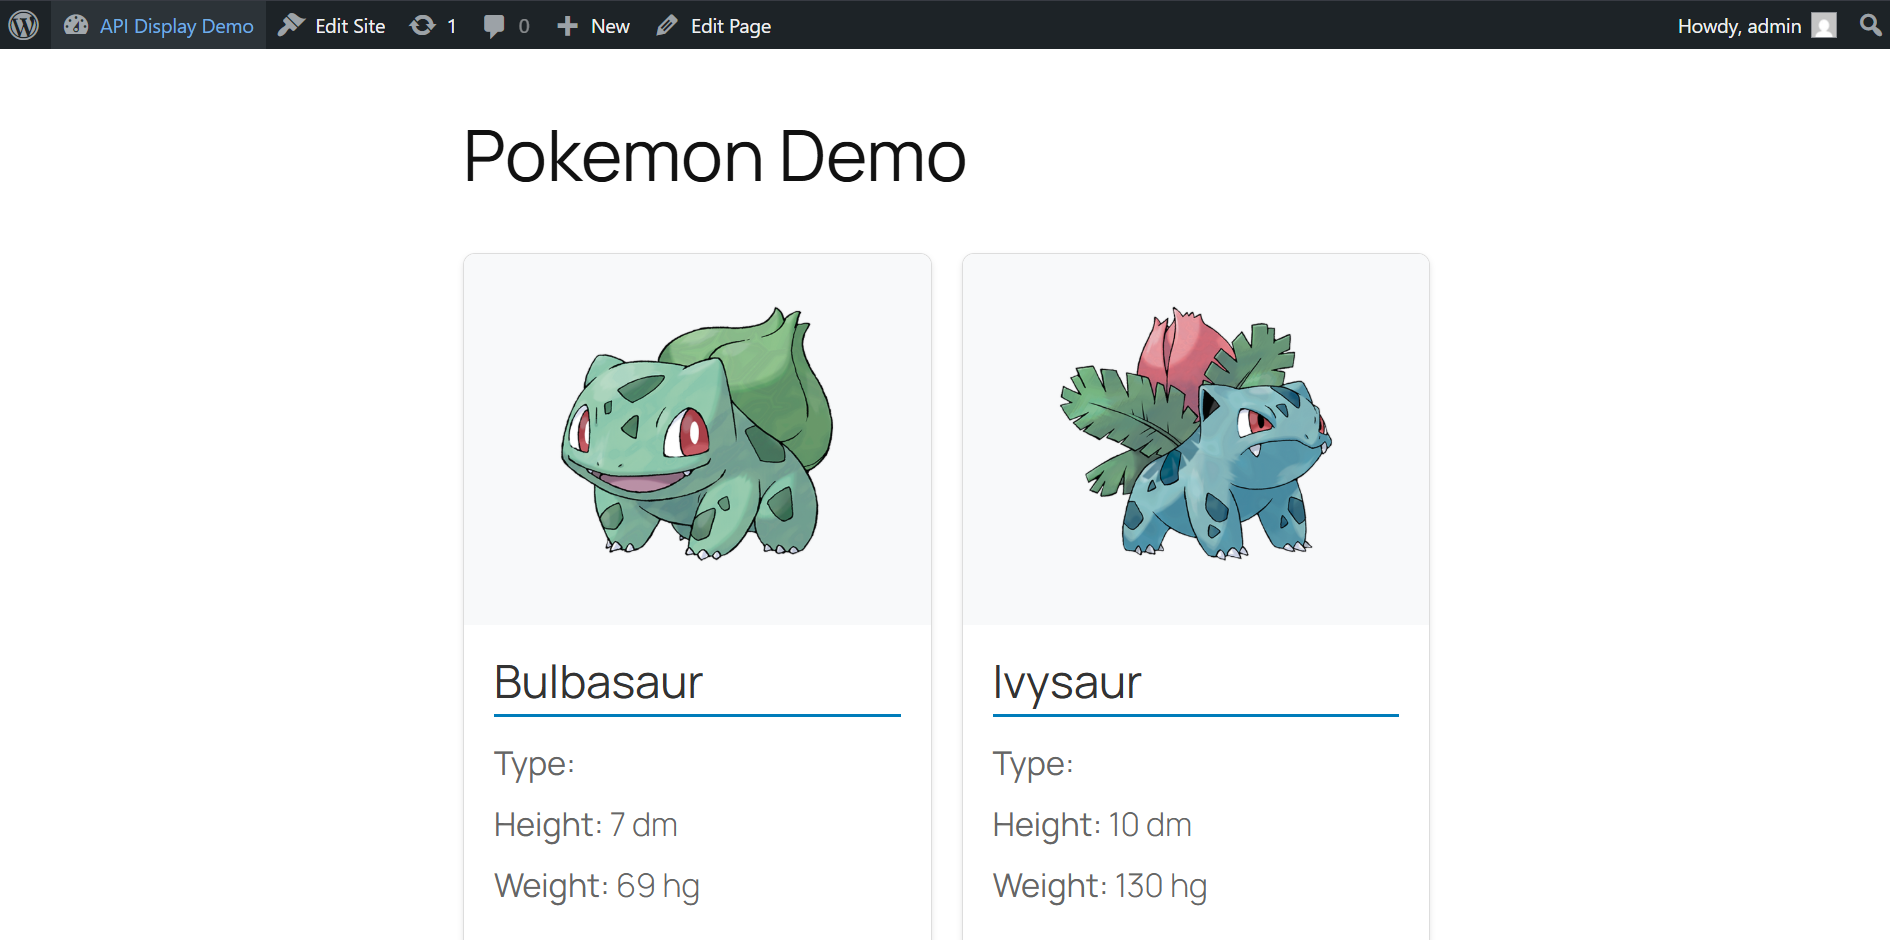 API Display Demo Edit Site 1 0 New Edit Page Howdy, admin
Pokemon Demo
Bulbasaur
Type:
Height: 7 dm
Weight: 69 hg
Ivysaur
Type:
Height: 10 dm
Weight: 130 hg